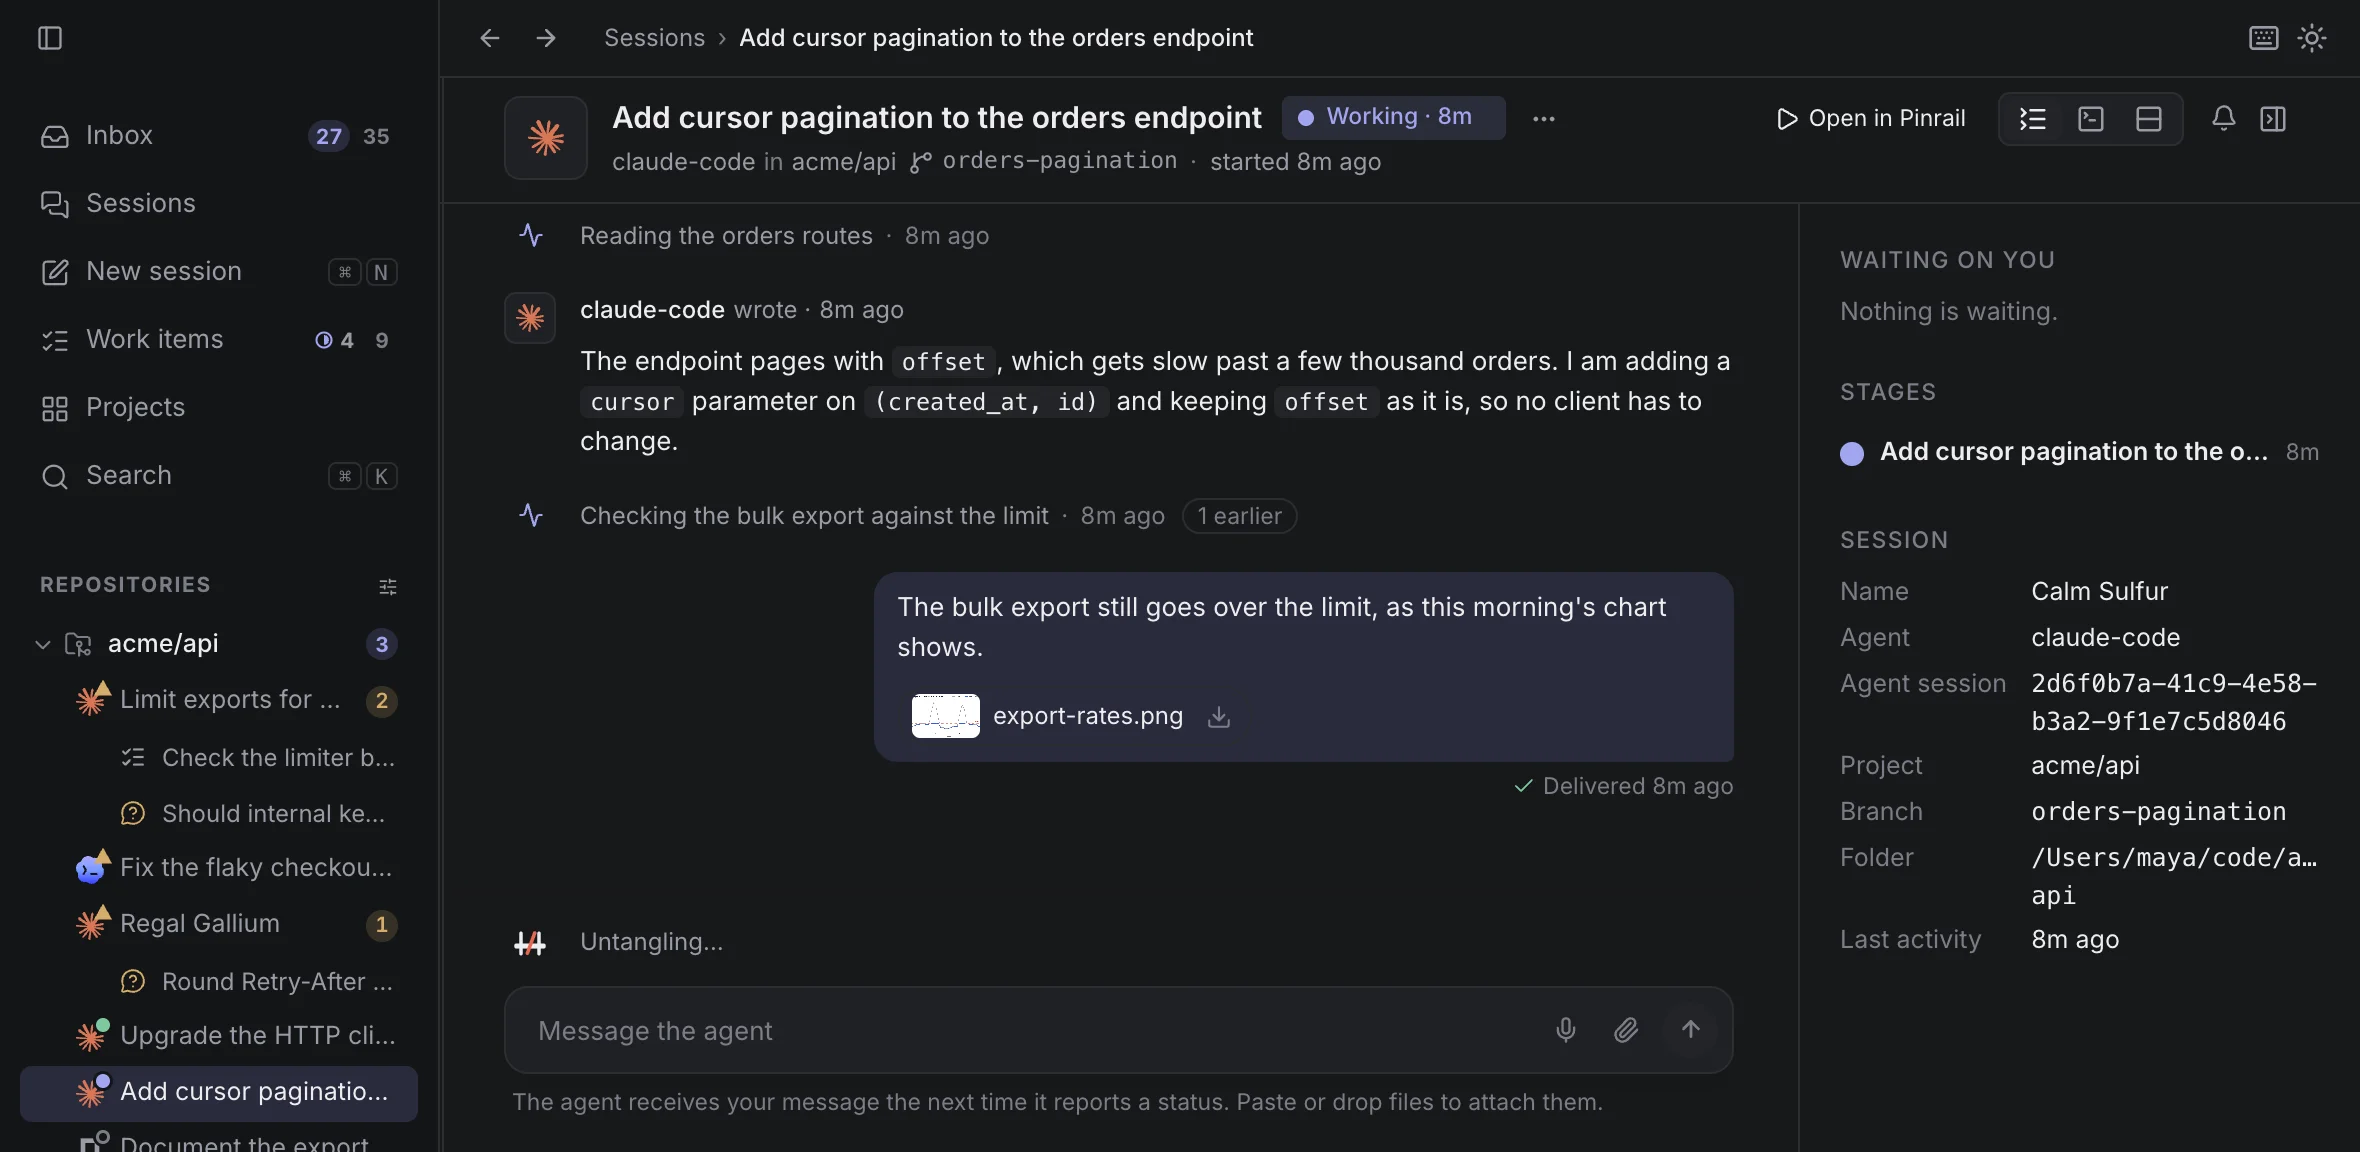 Sessions › Add cursor pagination to the orders endpoint
Inbox 27 35
Sessions
New session ⌘ N
Work items 4 9
Projects
Search ⌘ K
REPOSITORIES
acme/api 3
Limit exports for ... 2
Check the limiter b...
Should internal ke...
Fix the flaky checkou...
Regal Gallium 1
Round Retry-After ...
Upgrade the HTTP cli...
Add cursor paginatio...
Document the export
Add cursor pagination to the orders endpoint Working · 8m ...
claude-code in acme/api orders-pagination · started 8m ago
Open in Pinrail
Reading the orders routes · 8m ago
claude-code wrote · 8m ago
The endpoint pages with offset, which gets slow past a few thousand orders. I am adding a
cursor parameter on (created_at, id) and keeping offset as it is, so no client has to
change.
Checking the bulk export against the limit · 8m ago 1 earlier
The bulk export still goes over the limit, as this morning's chart
shows.
export-rates.png
Delivered 8m ago
Untangling...
Message the agent
The agent receives your message the next time it reports a status. Paste or drop files to attach them.
WAITING ON YOU
Nothing is waiting.
STAGES
Add cursor pagination to the o... 8m
SESSION
Name Calm Sulfur
Agent claude-code
Agent session 2d6f0b7a-41c9-4e58-
b3a2-9f1e7c5d8046
Project acme/api
Branch orders-pagination
Folder /Users/maya/code/a...
api
Last activity 8m ago